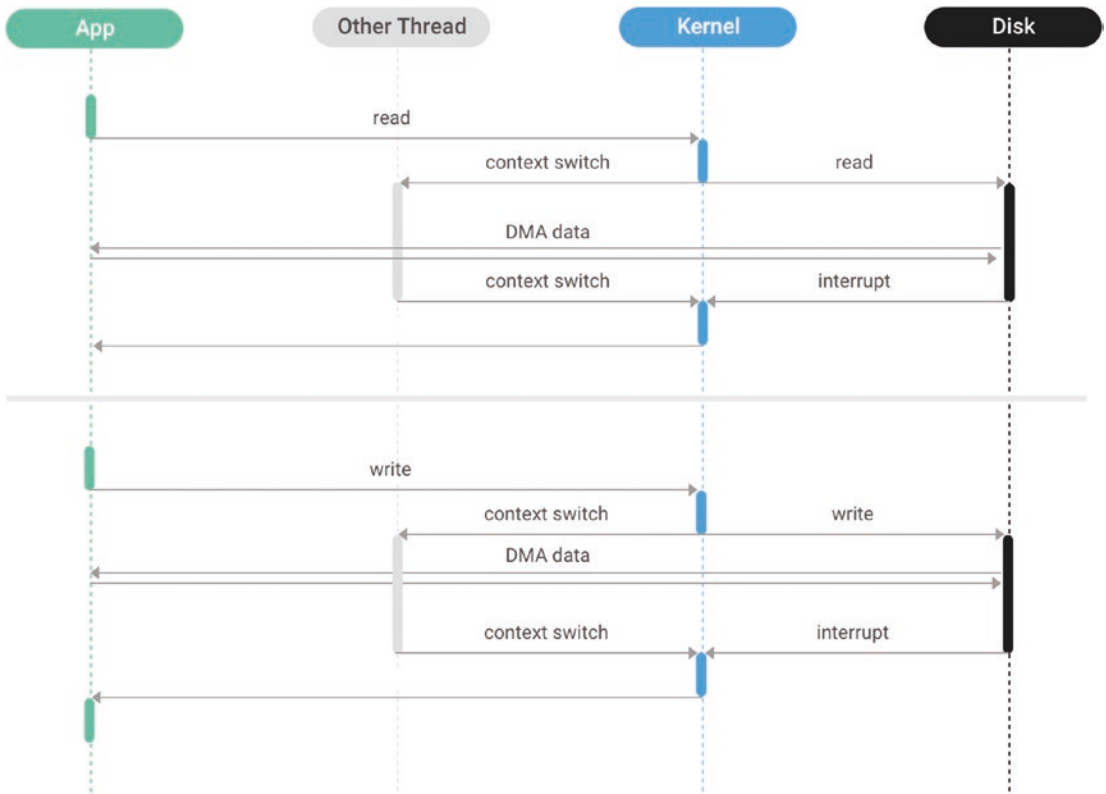 App
Other Thread
Kernel
Disk
read
context switch
read
DMA data
context switch
interrupt
write
context switch
write
DMA data
context switch
interrupt